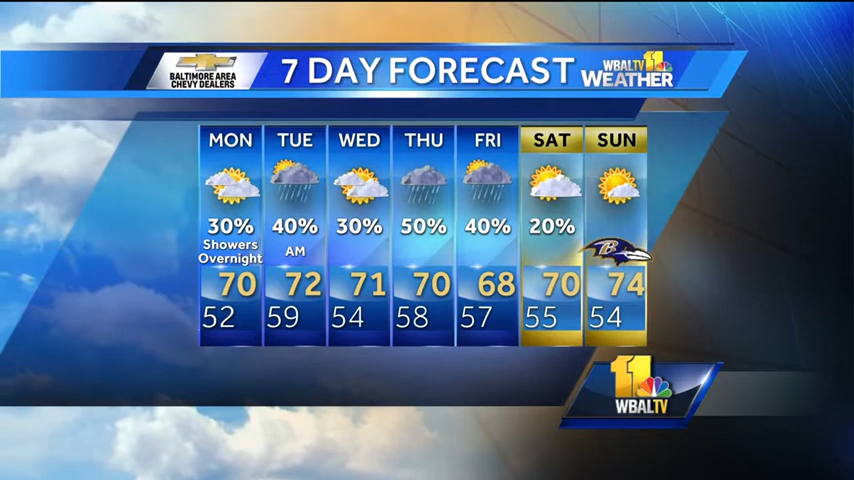 BALTIMORE AREA
CHEVY DEALERS
7 DAY FORECAST
WBALTV 11
WEATHER
MON TUE WED THU FRI SAT SUN
30% 40% 30% 50% 40% 20%
Showers
Overnight
AM
B
70 72 71 70 68 70 74
52 59 54 58 57 55 54
11
WBALTV